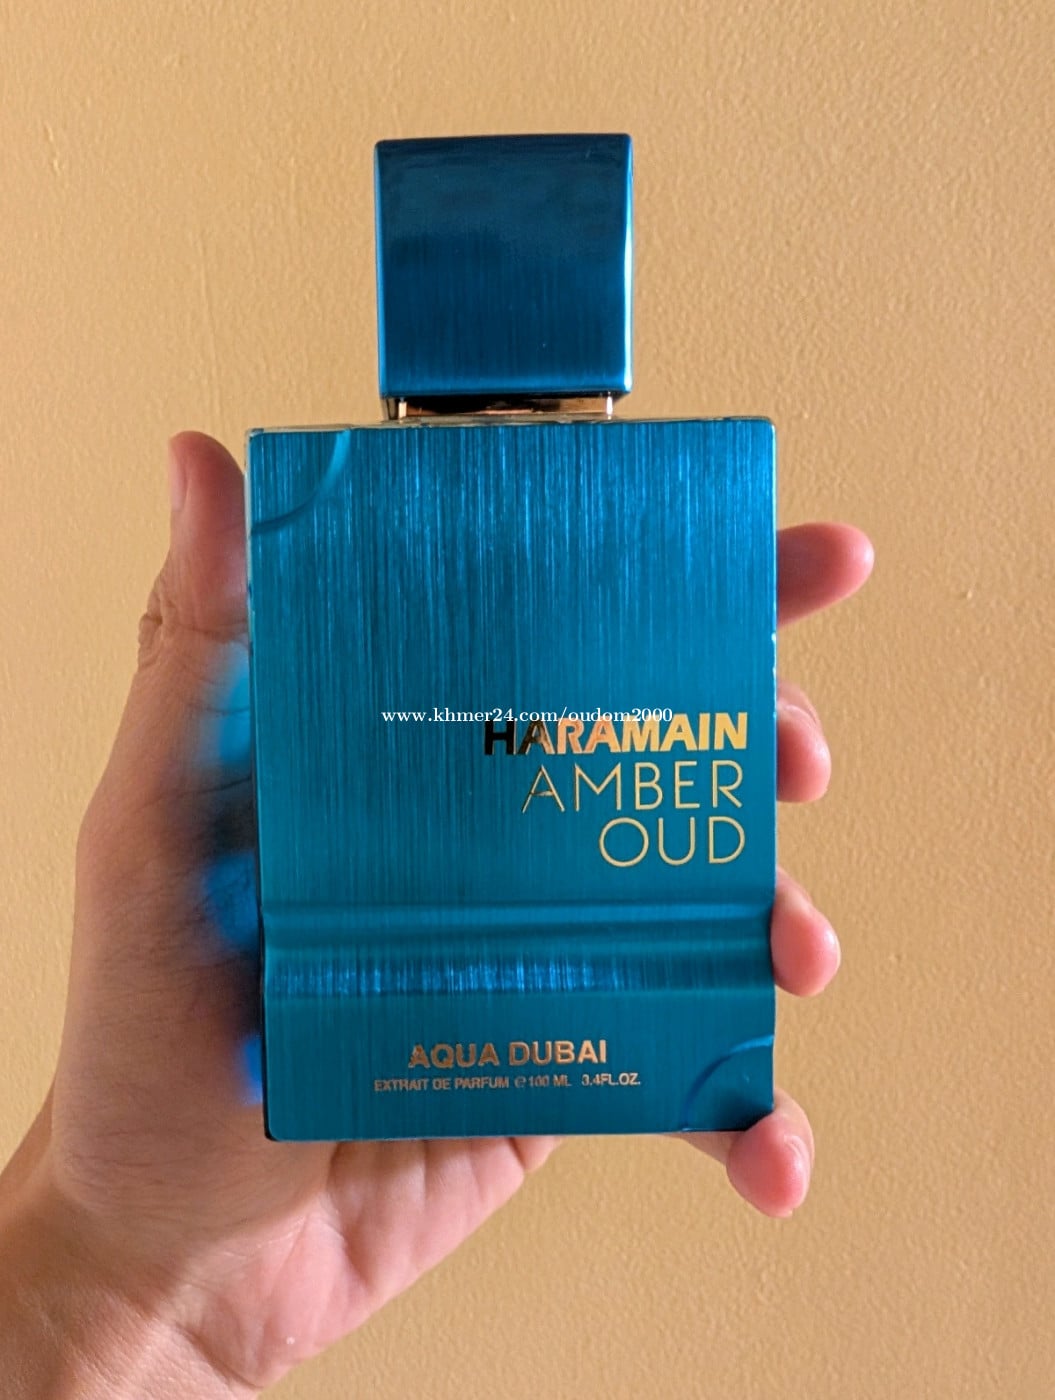 www.khmer24.com/oudom2000
HARAMAIN
AMBER
OUD
AQUA DUBAI
EXTRAIT DE PARFUM ℮ 100 ML 3.4FL.OZ.